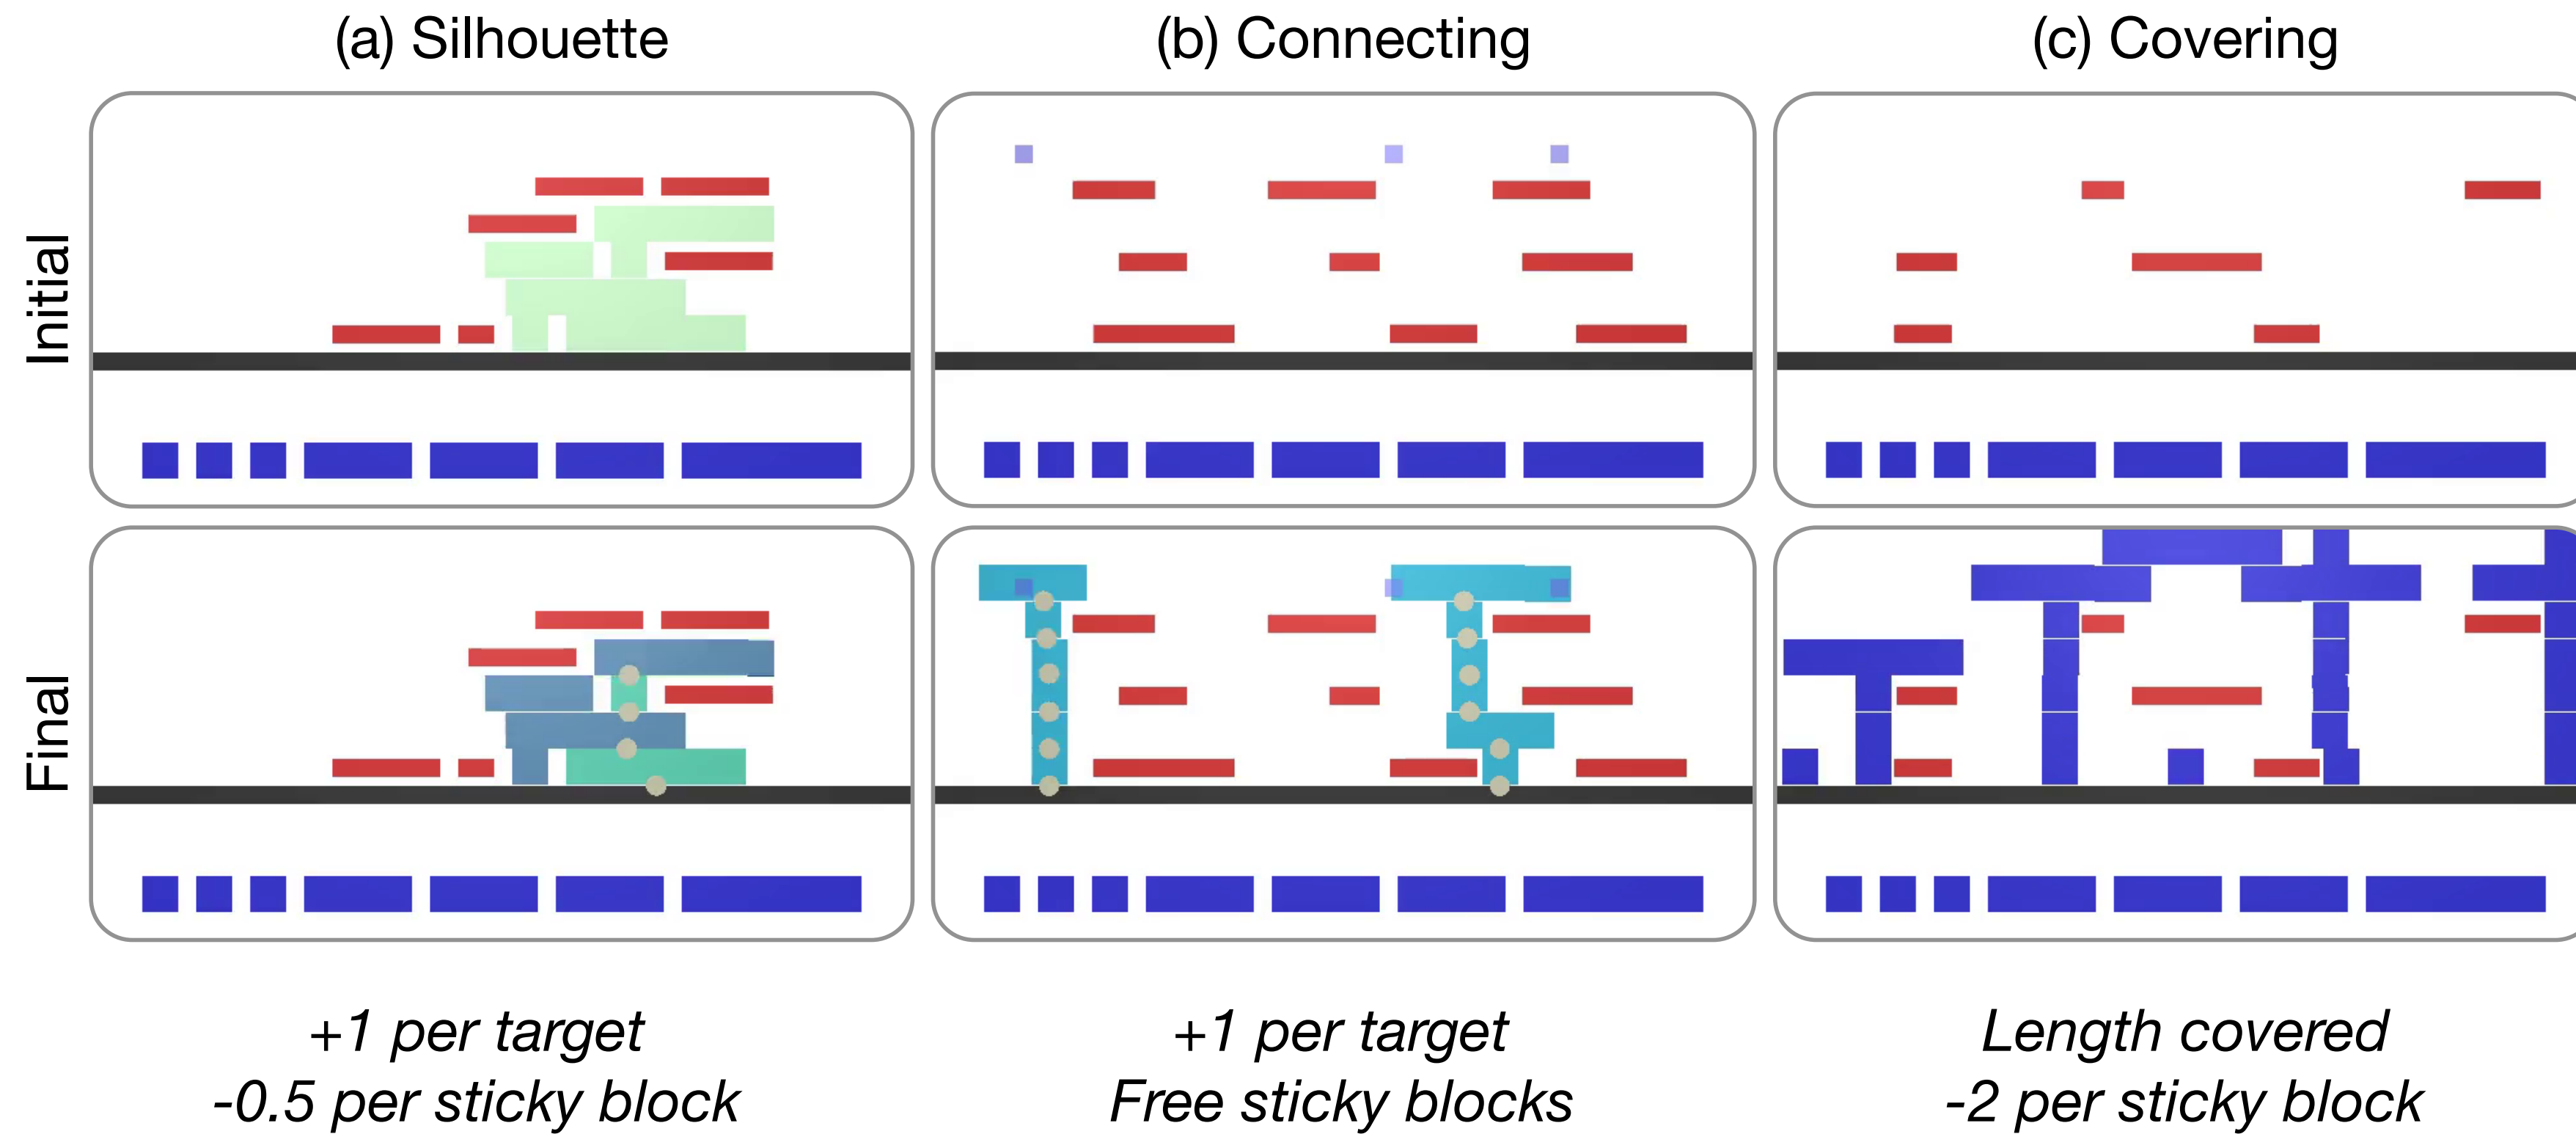 (a) Silhouette
(b) Connecting
(c) Covering
Initial
Final
+1 per target
-0.5 per sticky block
+1 per target
Free sticky blocks
Length covered
-2 per sticky block